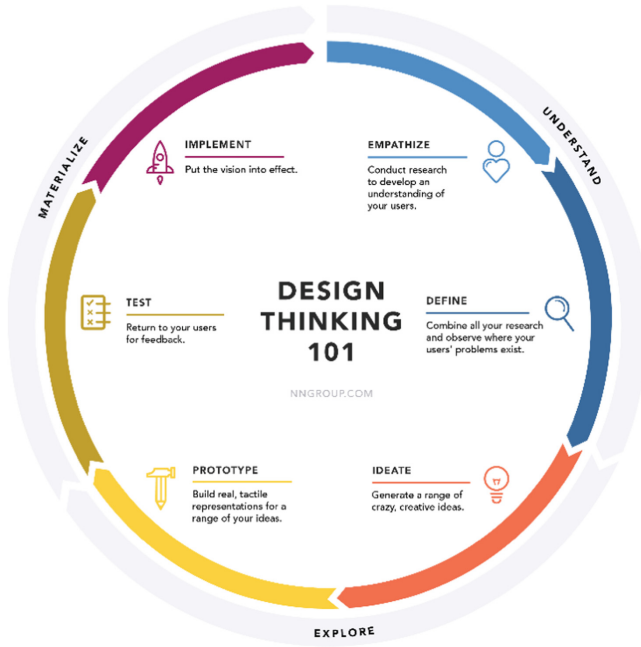 DESIGN
THINKING
101
NNGROUP.COM
UNDERSTAND
EMPATHIZE
Conduct research
to develop an
understanding of
your users.
DEFINE
Combine all your research
and observe where your
users' problems exist.
EXPLORE
IDEATE
Generate a range of
crazy, creative ideas.
PROTOTYPE
Build real, tactile
representations for a
range of your ideas.
MATERIALIZE
TEST
Return to your users
for feedback.
IMPLEMENT
Put the vision into effect.